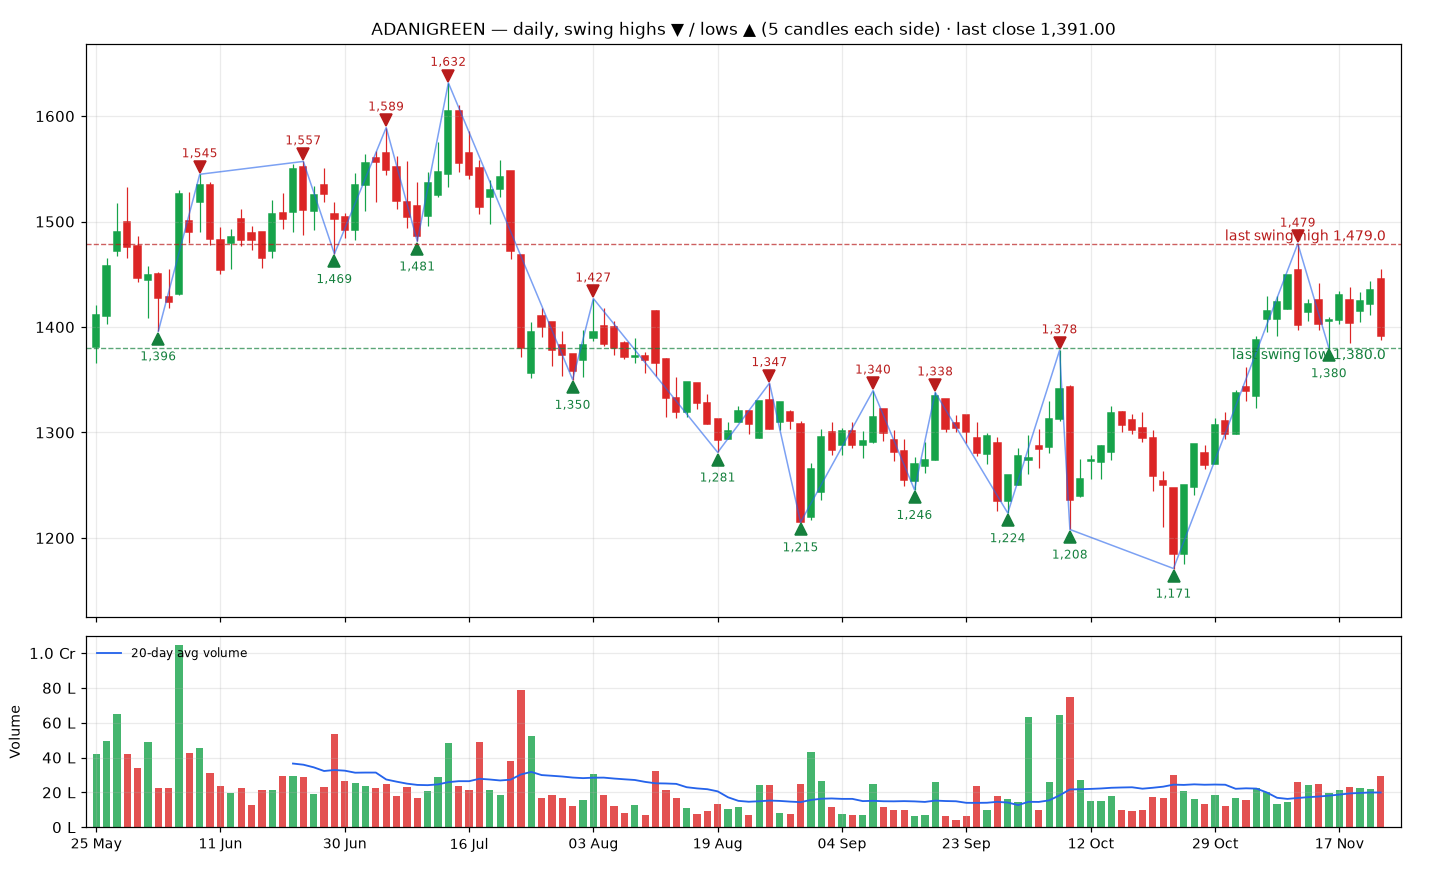 ADANIGREEN — daily, swing highs ▼ / lows ▲ (5 candles each side) · last close 1,391.00
1,632
1600
1,589
1,557
1,545
1500
1,479
last swing high 1,479.0
1,469
1,481
1,427
1400
1,396
1,378
last swing low 1,380.0
1,380
1,350
1,347
1,340
1,338
1300
1,281
1,246
1,224
1,215
1,208
1200
1,171
1.0 Cr
20-day avg volume
80 L
60 L
40 L
20 L
0 L
Volume
25 May
11 Jun
30 Jun
16 Jul
03 Aug
19 Aug
04 Sep
23 Sep
12 Oct
29 Oct
17 Nov